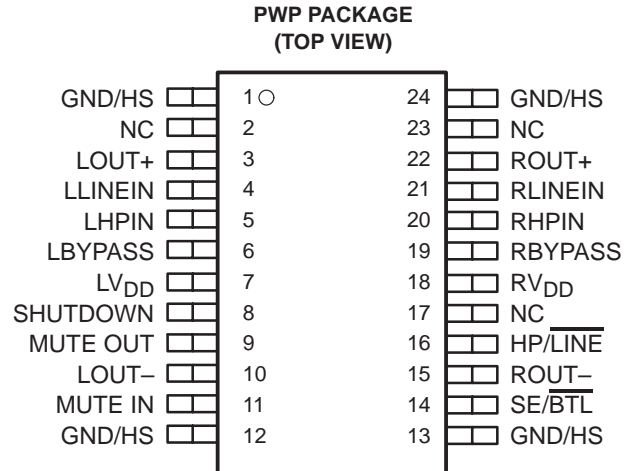 PWP PACKAGE
(TOP VIEW)
GND/HS 1 24 GND/HS
NC 2 23 NC
LOUT+ 3 22 ROUT+
LLINEIN 4 21 RLINEIN
LHPIN 5 20 RHPIN
LBYPASS 6 19 RBYPASS
LVDD 7 18 RVDD
SHUTDOWN 8 17 NC
MUTE OUT 9 16 HP/LINE
LOUT– 10 15 ROUT–
MUTE IN 11 14 SE/BTL
GND/HS 12 13 GND/HS